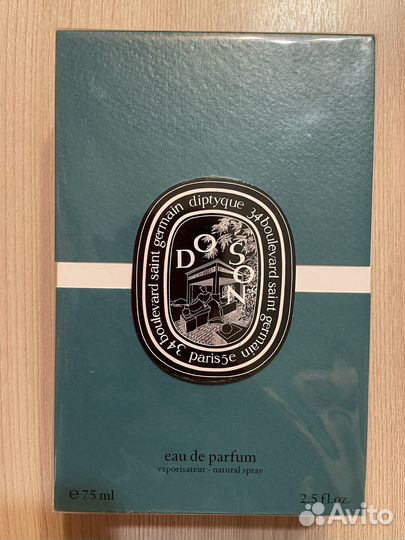 34 boulevard saint germain diptyque 34 boulevard saint germain
DO SON
paris 5e
eau de parfum
vaporisateur - natural spray
e 75 ml 2.5 fl.oz.
Avito